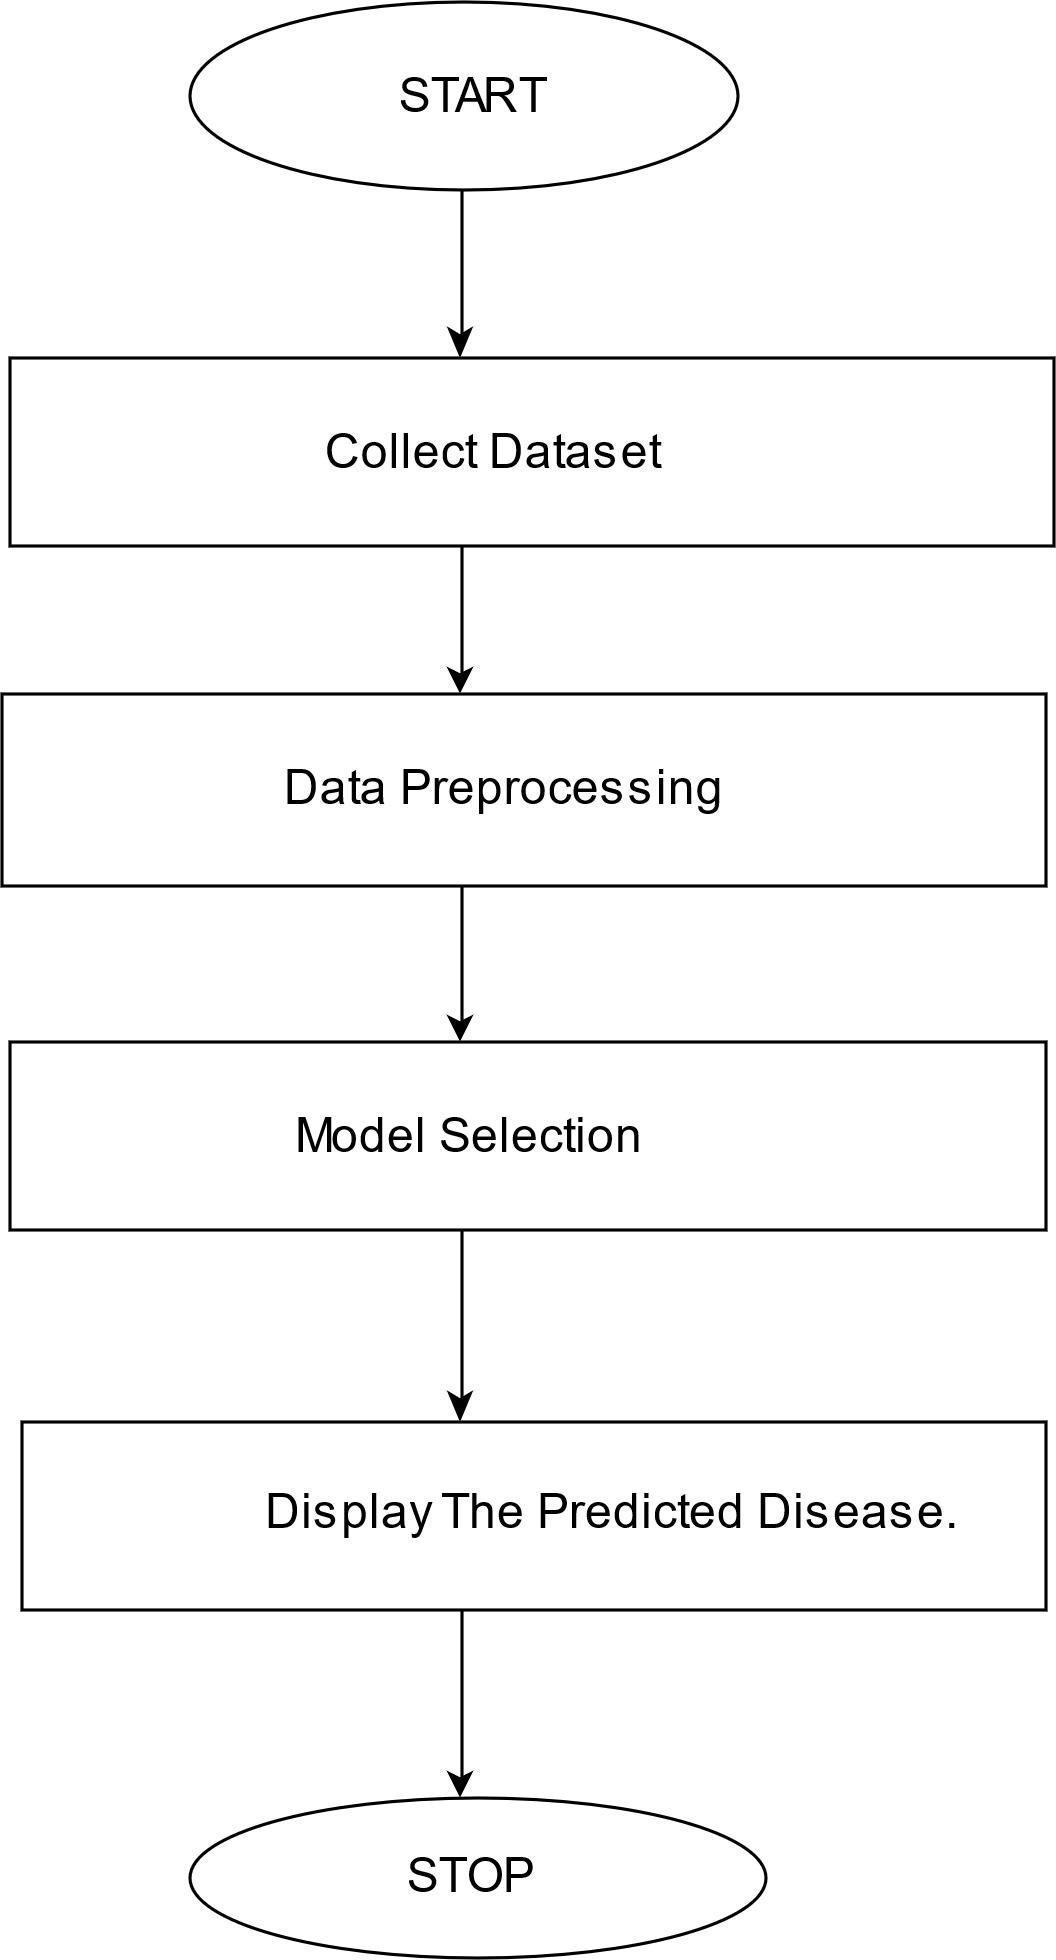 START
Collect Dataset
Data Preprocessing
Model Selection
Display The Predicted Disease.
STOP